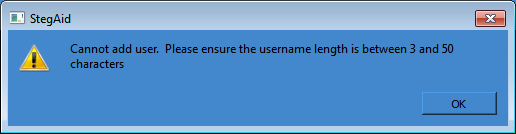 StegAid
Cannot add user.  Please ensure the username length is between 3 and 50
characters
OK